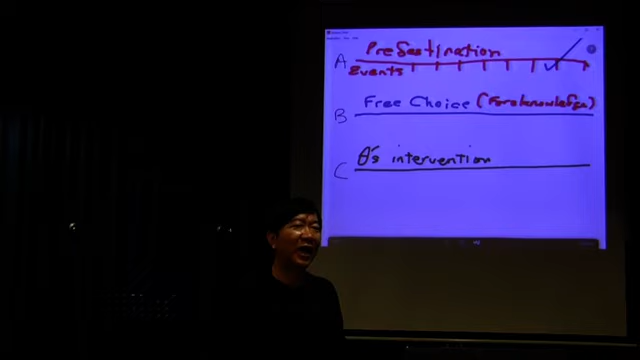 A Predestination
Events
B Free Choice (Foreknowledge)
C θ's intervention